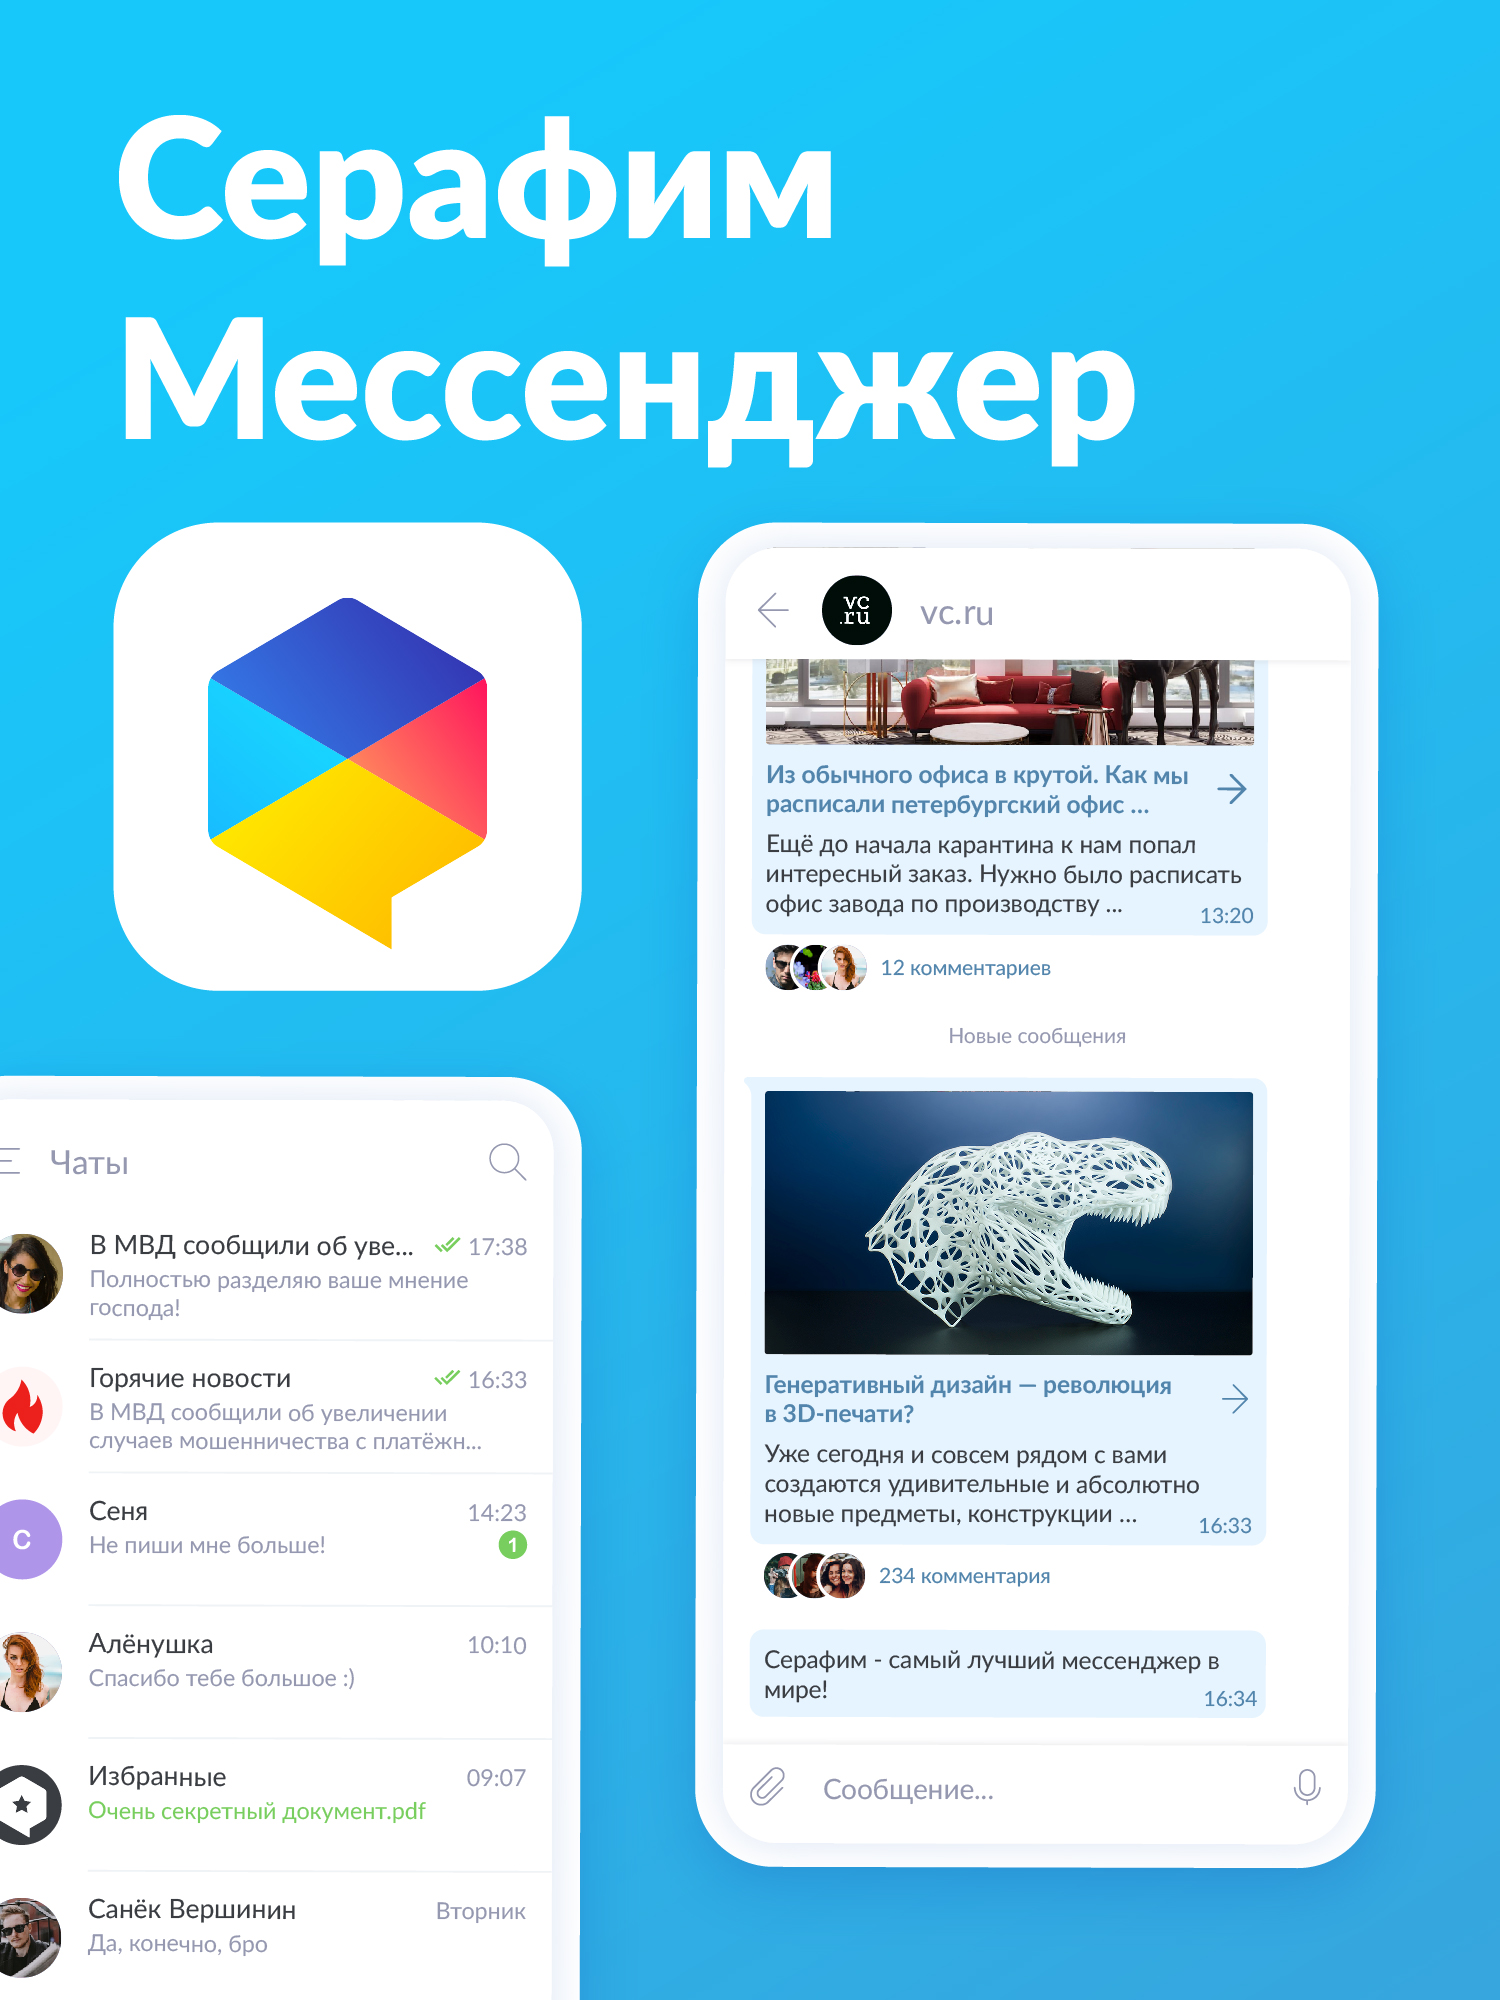 Серафим
Мессенджер
vc
.ru
vc.ru
Из обычного офиса в крутой. Как мы
расписали петербургский офис ...
Ещё до начала карантина к нам попал
интересный заказ. Нужно было расписать
офис завода по производству ...
13:20
12 комментариев
Новые сообщения
Генеративный дизайн — революция
в 3D-печати?
Уже сегодня и совсем рядом с вами
создаются удивительные и абсолютно
новые предметы, конструкции ...
16:33
234 комментария
Серафим - самый лучший мессенджер в
мире!
16:34
Сообщение...
Чаты
В МВД сообщили об уве... 17:38
Полностью разделяю ваше мнение
господа!
Горячие новости 16:33
В МВД сообщили об увеличении
случаев мошенничества с платёжн...
С
Сеня 14:23
Не пиши мне больше! 1
Алёнушка 10:10
Спасибо тебе большое :)
Избранные 09:07
Очень секретный документ.pdf
Санёк Вершинин Вторник
Да, конечно, бро